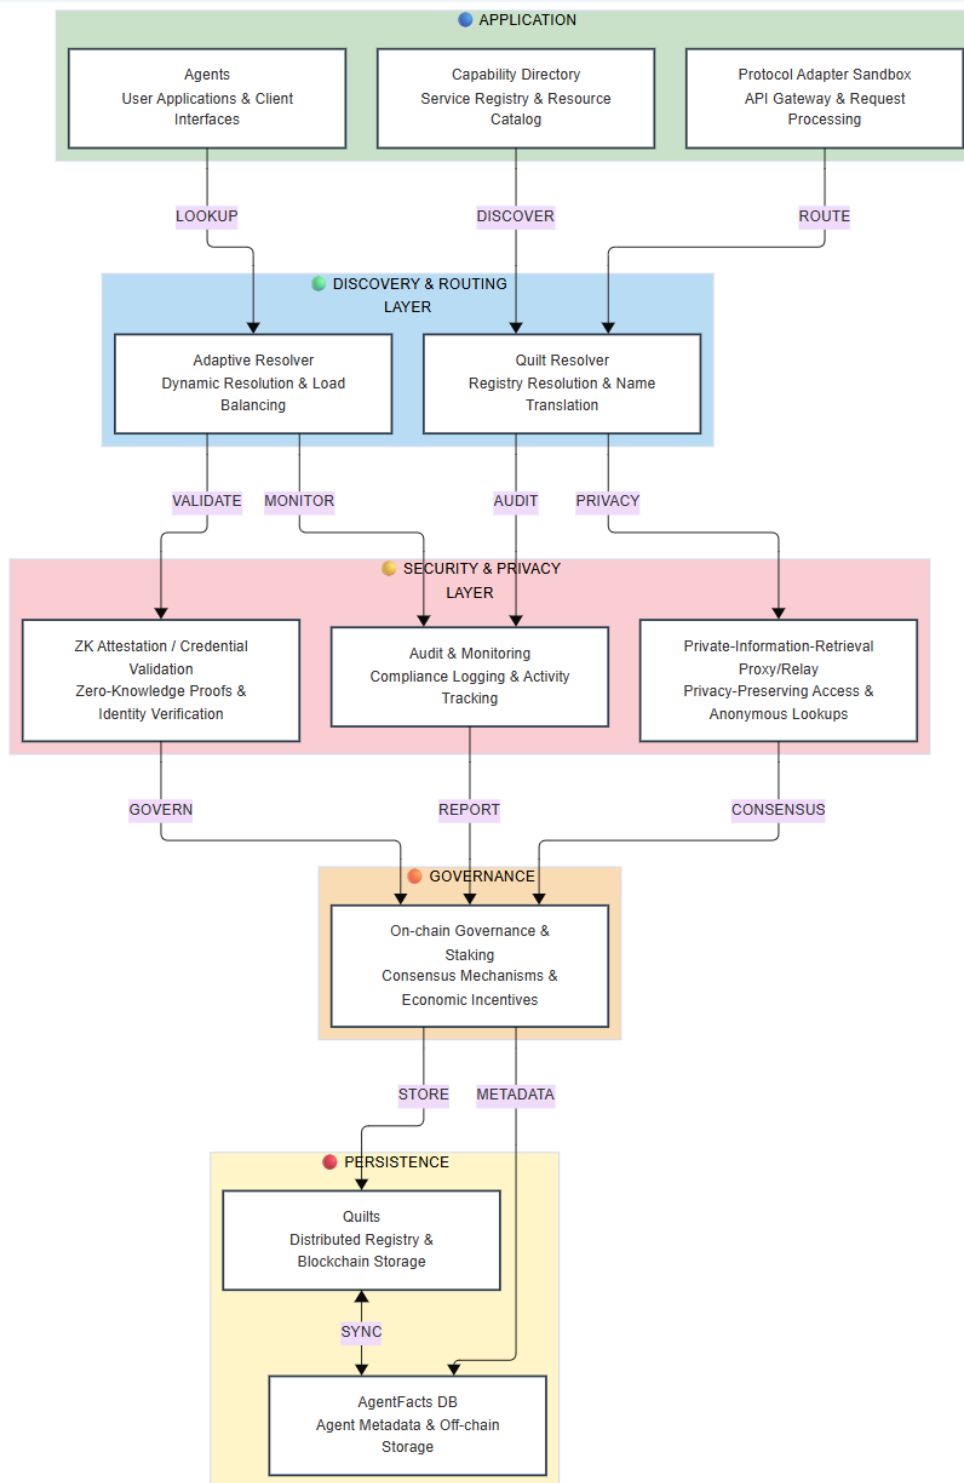 APPLICATION
Agents
User Applications & Client
Interfaces
Capability Directory
Service Registry & Resource
Catalog
Protocol Adapter Sandbox
API Gateway & Request
Processing
LOOKUP
DISCOVER
ROUTE
DISCOVERY & ROUTING
LAYER
Adaptive Resolver
Dynamic Resolution & Load
Balancing
Quilt Resolver
Registry Resolution & Name
Translation
VALIDATE
MONITOR
AUDIT
PRIVACY
SECURITY & PRIVACY
LAYER
ZK Attestation / Credential
Validation
Zero-Knowledge Proofs &
Identity Verification
Audit & Monitoring
Compliance Logging & Activity
Tracking
Private-Information-Retrieval
Proxy/Relay
Privacy-Preserving Access &
Anonymous Lookups
GOVERN
REPORT
CONSENSUS
GOVERNANCE
On-chain Governance &
Staking
Consensus Mechanisms &
Economic Incentives
STORE
METADATA
PERSISTENCE
Quilts
Distributed Registry &
Blockchain Storage
SYNC
AgentFacts DB
Agent Metadata & Off-chain
Storage